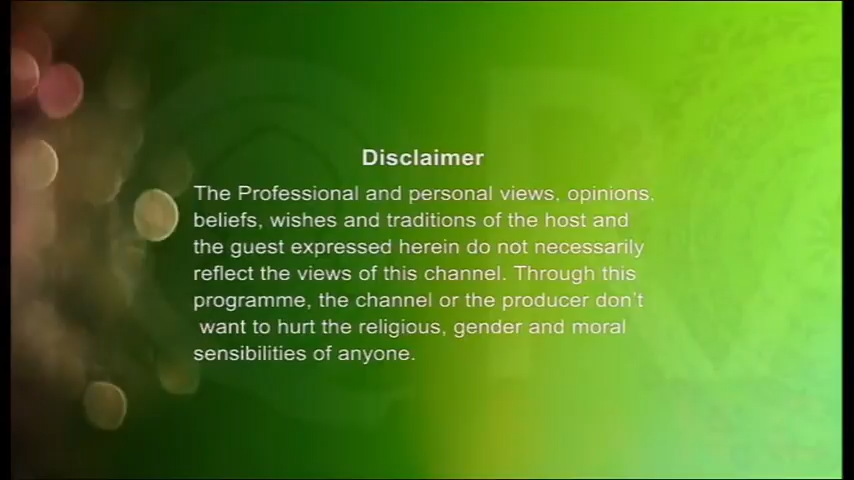 Disclaimer
The Professional and personal views, opinions,
beliefs, wishes and traditions of the host and
the guest expressed herein do not necessarily
reflect the views of this channel. Through this
programme, the channel or the producer don't
want to hurt the religious, gender and moral
sensibilities of anyone.